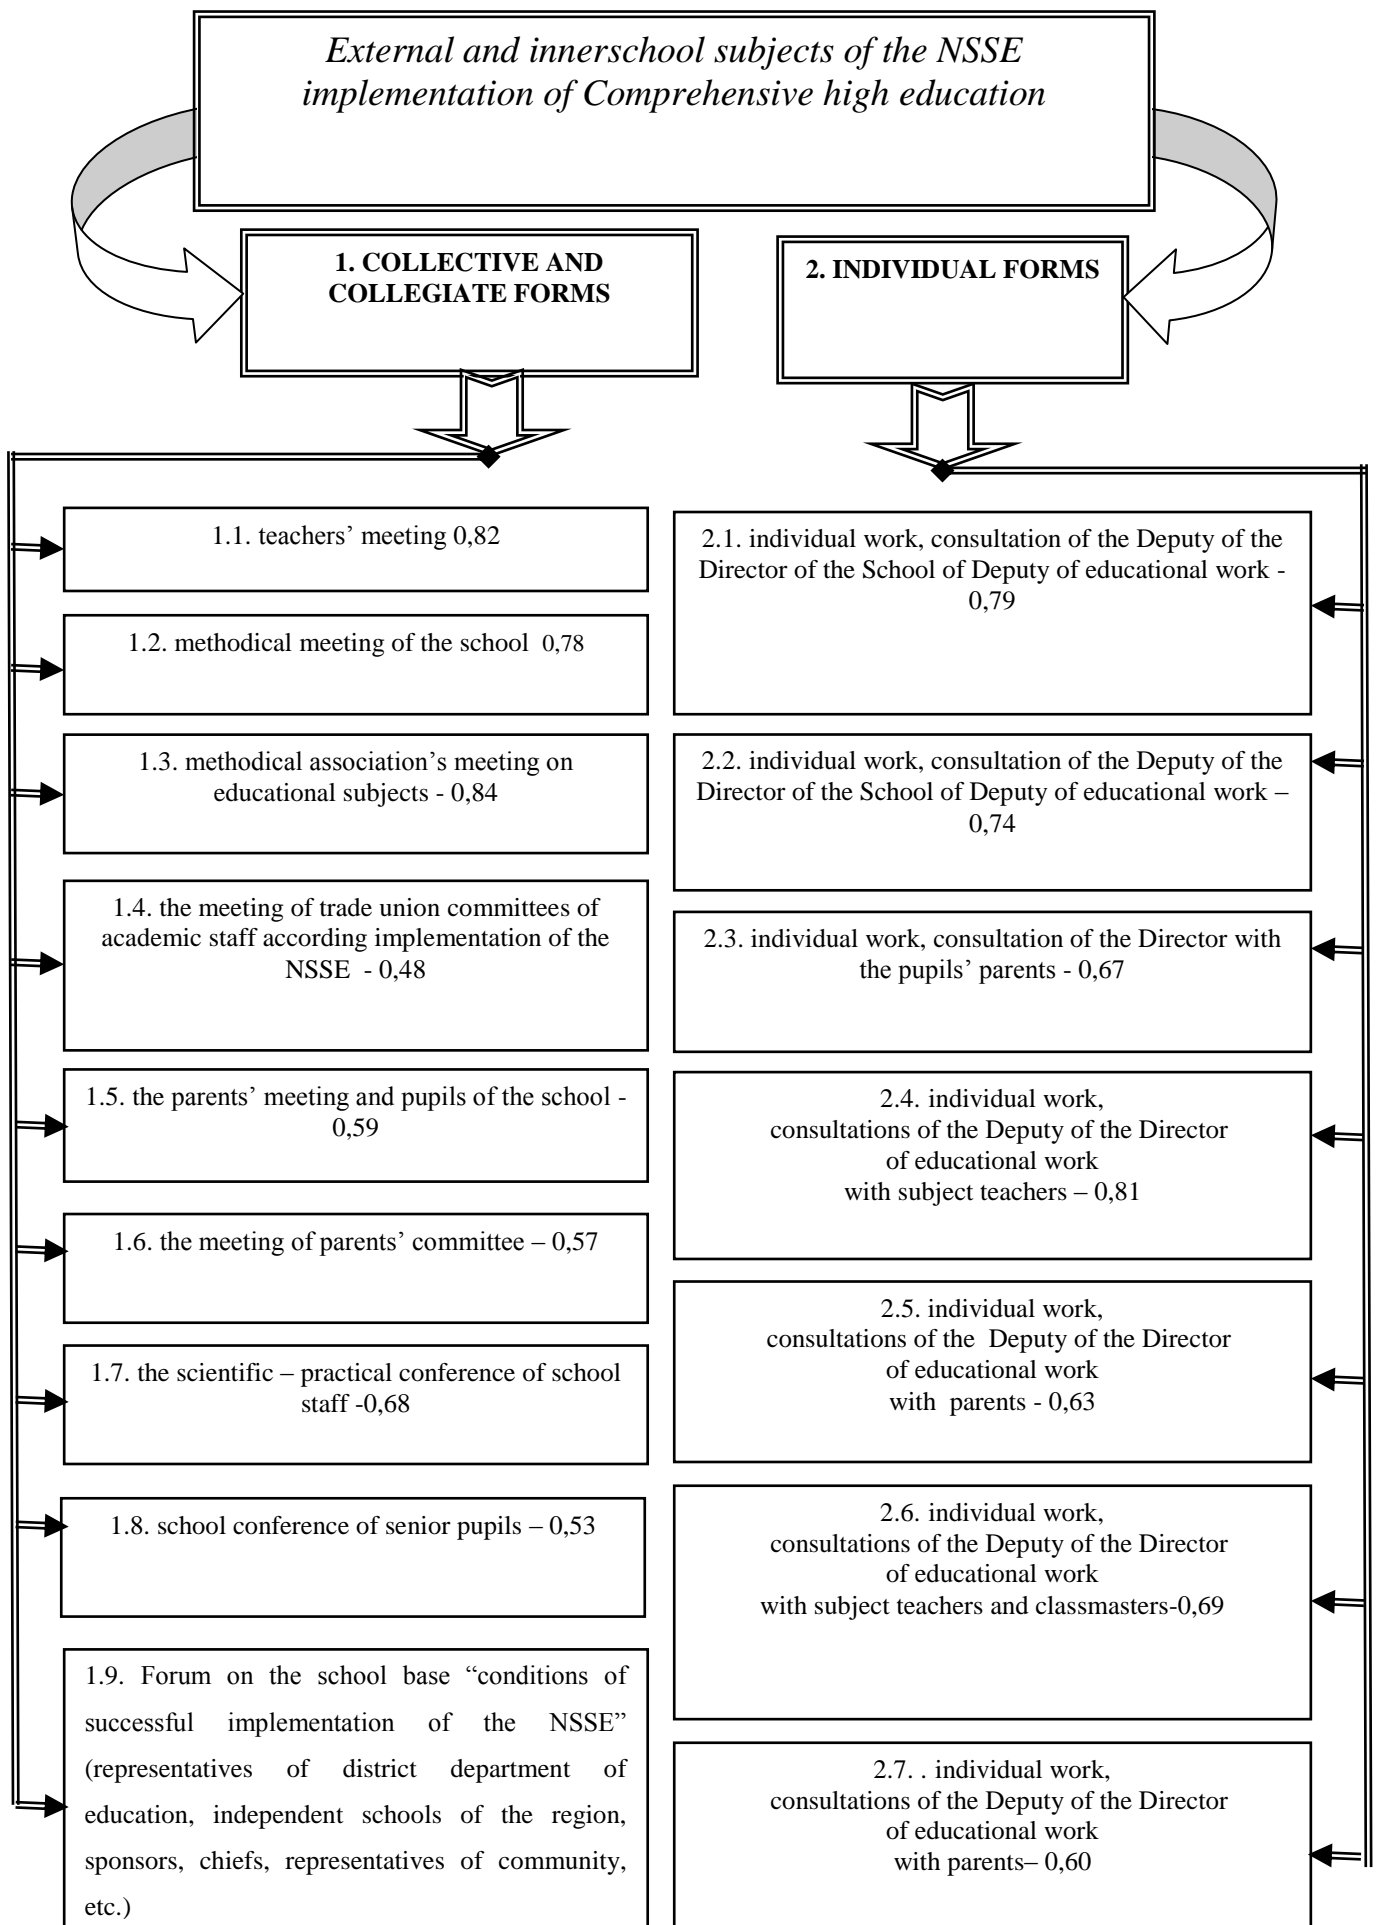 External and innerschool subjects of the NSSE
implementation of Comprehensive high education
1. COLLECTIVE AND
COLLEGIATE FORMS
2. INDIVIDUAL FORMS
1.1. teachers’ meeting 0,82
1.2. methodical meeting of the school 0,78
1.3. methodical association’s meeting on
educational subjects - 0,84
1.4. the meeting of trade union committees of
academic staff according implementation of the
NSSE - 0,48
1.5. the parents’ meeting and pupils of the school -
0,59
1.6. the meeting of parents’ committee – 0,57
1.7. the scientific – practical conference of school
staff -0,68
1.8. school conference of senior pupils – 0,53
1.9. Forum on the school base “conditions of
successful implementation of the NSSE”
(representatives of district department of
education, independent schools of the region,
sponsors, chiefs, representatives of community,
etc.)
2.1. individual work, consultation of the Deputy of the
Director of the School of Deputy of educational work -
0,79
2.2. individual work, consultation of the Deputy of the
Director of the School of Deputy of educational work –
0,74
2.3. individual work, consultation of the Director with
the pupils’ parents - 0,67
2.4. individual work,
consultations of the Deputy of the Director
of educational work
with subject teachers – 0,81
2.5. individual work,
consultations of the Deputy of the Director
of educational work
with parents - 0,63
2.6. individual work,
consultations of the Deputy of the Director
of educational work
with subject teachers and classmasters-0,69
2.7. . individual work,
consultations of the Deputy of the Director
of educational work
with parents– 0,60